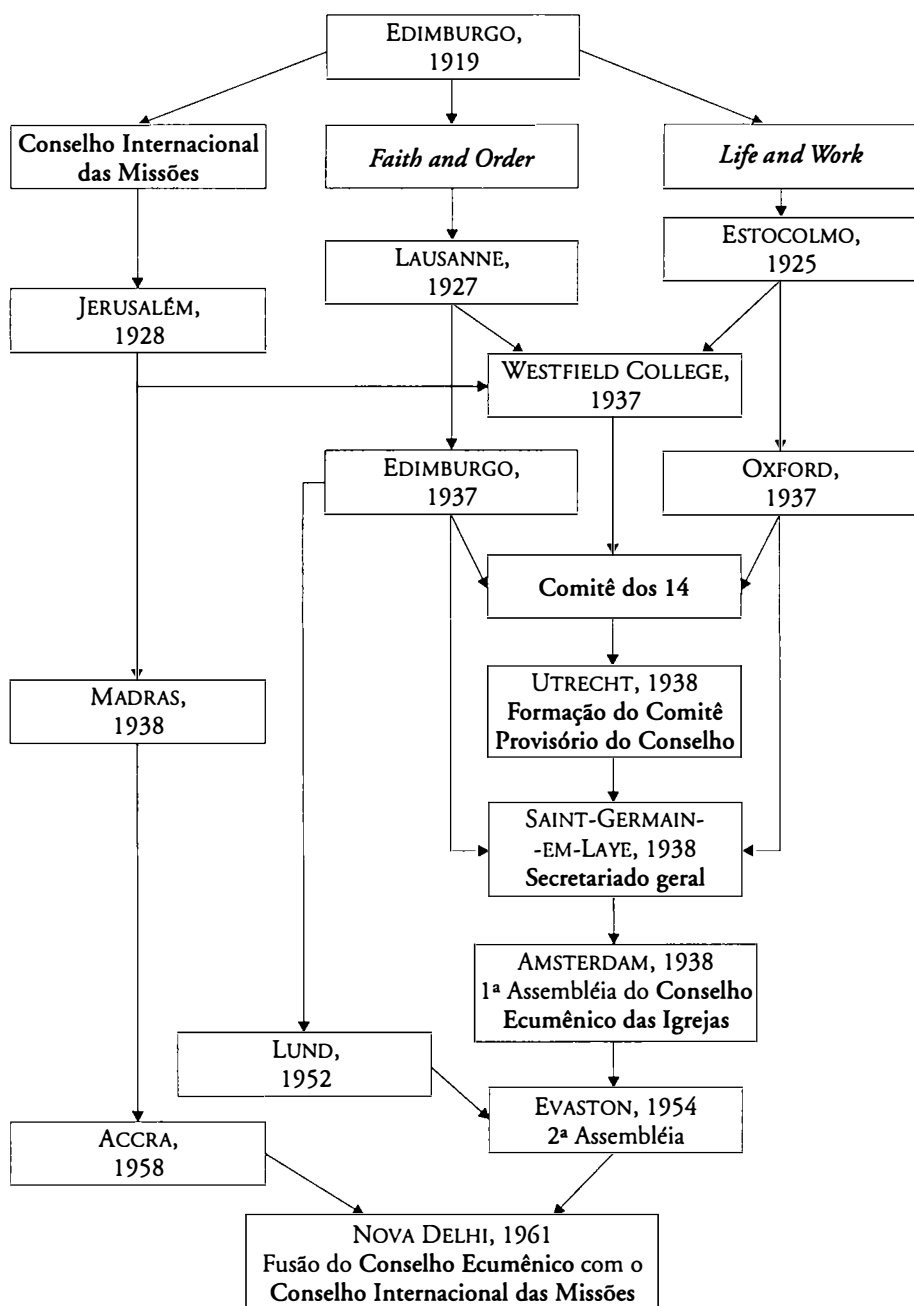 EDIMBURGO,
1919
Conselho Internacional
das Missões
Faith and Order
Life and Work
ESTOCOLMO,
1925
LAUSANNE,
1927
JERUSALÉM,
1928
WESTFIELD COLLEGE,
1937
EDIMBURGO,
1937
OXFORD,
1937
Comitê dos 14
UTRECHT, 1938
Formação do Comitê
Provisório do Conselho
MADRAS,
1938
SAINT-GERMAIN-
-EM-LAYE, 1938
Secretariado geral
AMSTERDAM, 1938
1ª Assembléia do Conselho
Ecumênico das Igrejas
LUND,
1952
EVASTON, 1954
2ª Assembléia
ACCRA,
1958
NOVA DELHI, 1961
Fusão do Conselho Ecumênico com o
Conselho Internacional das Missões